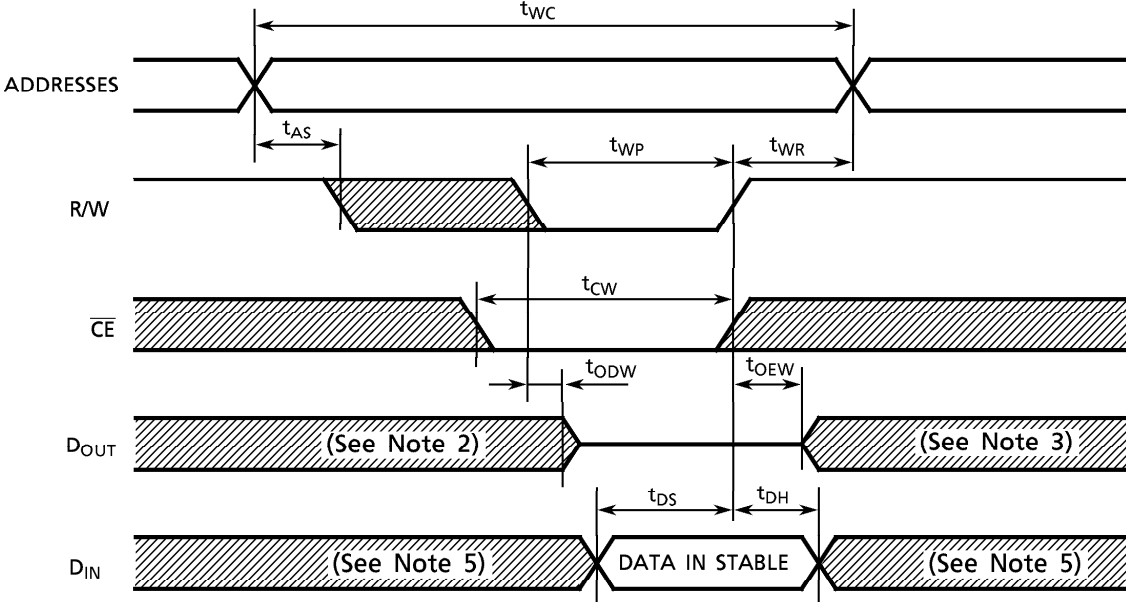 tWC
ADDRESSES
tAS
tWP
tWR
R/W
tCW
CE
tODW
tOEW
DOUT
(See Note 2)
(See Note 3)
tDS
tDH
DIN
(See Note 5)
DATA IN STABLE
(See Note 5)